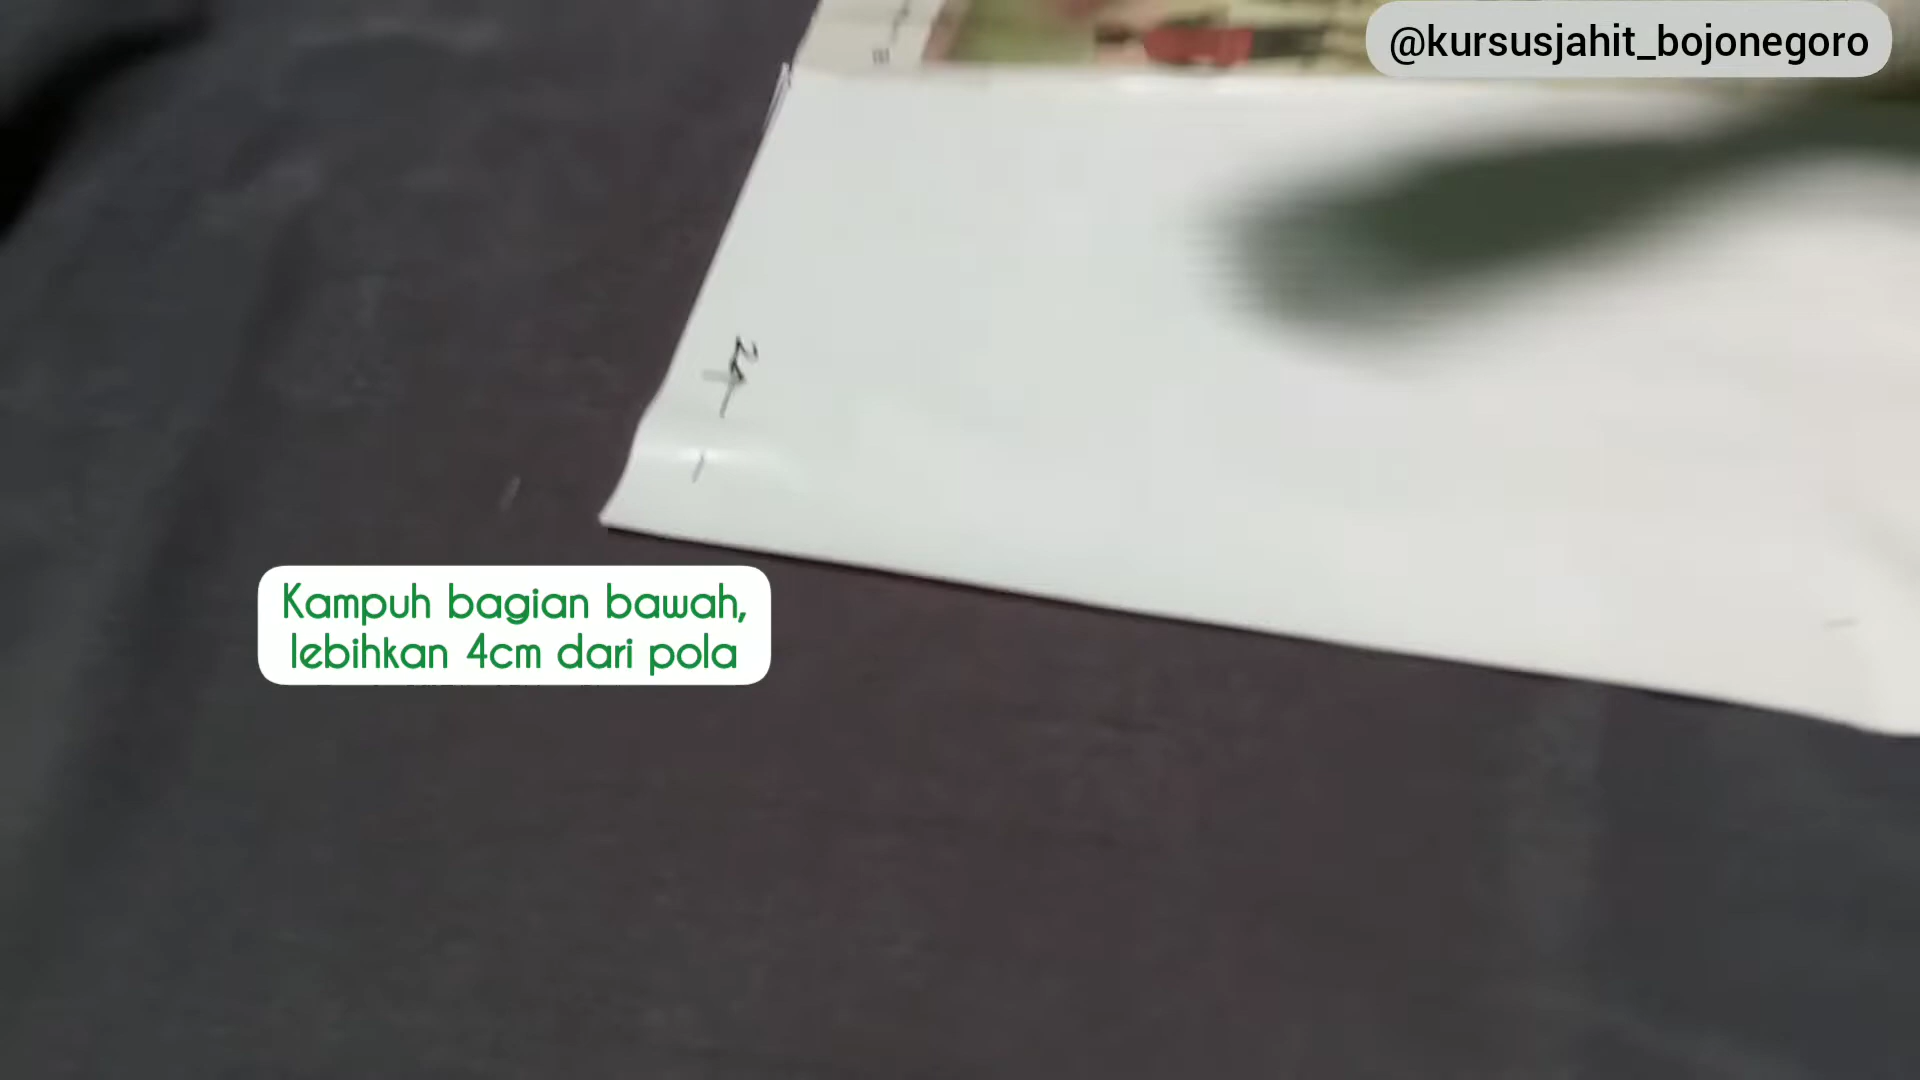 @kursusjahit_bojonegoro
Kampuh bagian bawah,
lebihkan 4cm dari pola